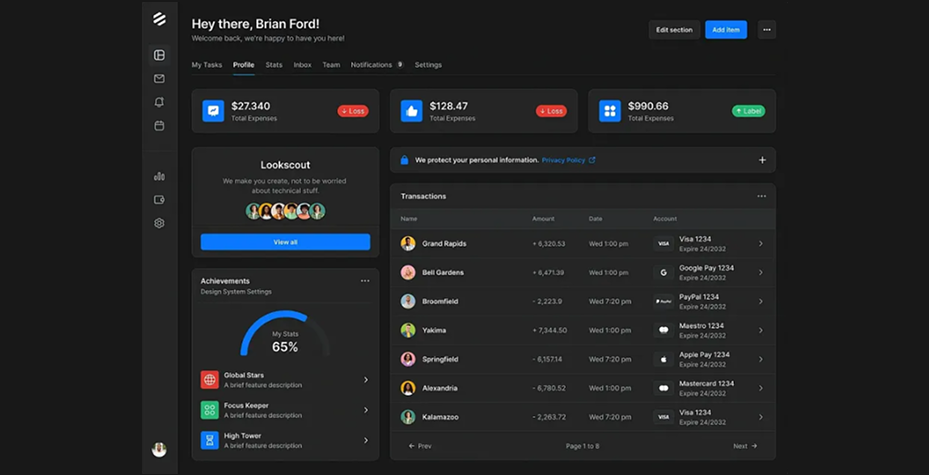 Hey there, Brian Ford!
Welcome back, we're happy to have you here!
Edit section
Add item
My Tasks
Profile
Stats
Inbox
Team
Notifications 9
Settings
$27.340
Total Expenses
Loss
$128.47
Total Expenses
Loss
$990.66
Total Expenses
Label
Lookscout
We make you create, not to be worried
about technical stuff.
View all
Achievements
Design System Settings
My Stats
65%
Global Stars
A brief feature description
Focus Keeper
A brief feature description
High Tower
A brief feature description
We protect your personal information. Privacy Policy
Transactions
Name Amount Date Account
Grand Rapids + 6,320.53 Wed 1:00 pm VISA Visa 1234
Expire 24/2032
Bell Gardens + 6,471.39 Wed 1:00 pm G Google Pay 1234
Expire 24/2032
Broomfield - 2,223.9 Wed 7:20 pm PayPal PayPal 1234
Expire 24/2032
Yakima + 7,344.50 Wed 1:00 pm Maestro 1234
Expire 24/2032
Springfield - 6,157.14 Wed 7:20 pm Apple Pay 1234
Expire 24/2032
Alexandria - 6,780.52 Wed 1:00 pm Mastercard 1234
Expire 24/2032
Kalamazoo - 2,263.72 Wed 7:20 pm VISA Visa 1234
Expire 24/2032
Prev
Page 1 to 8
Next